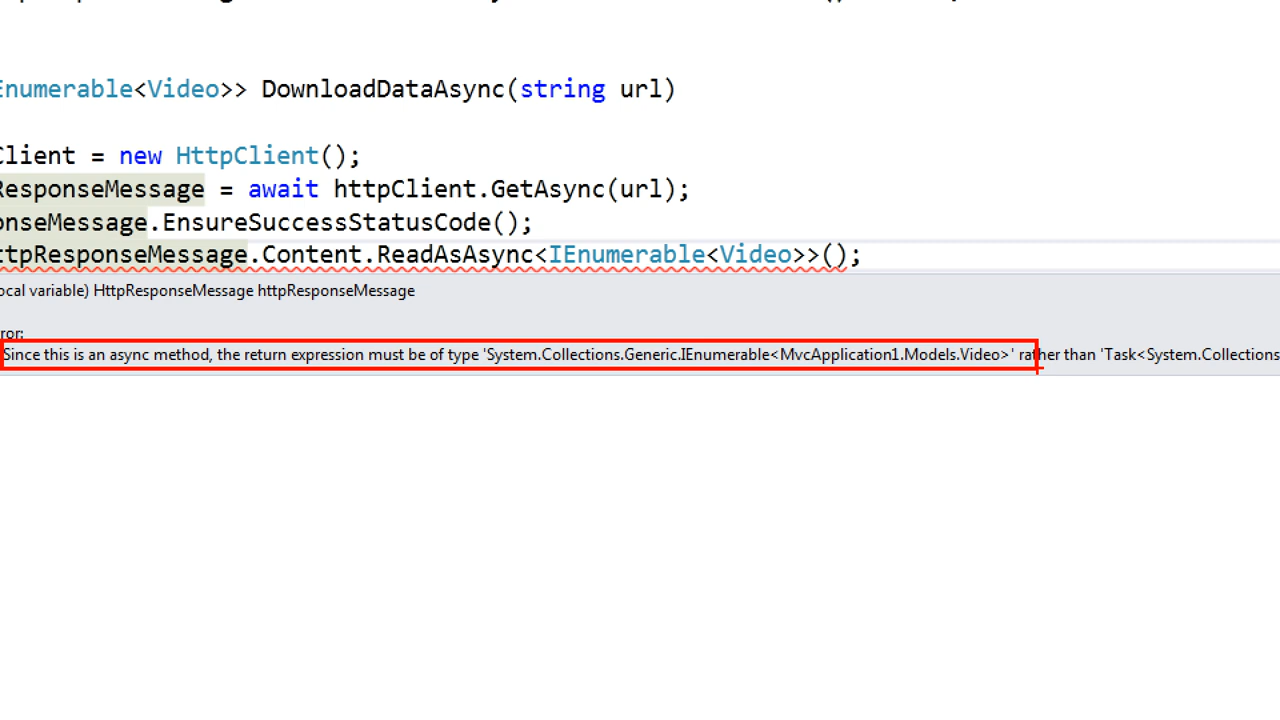 Enumerable<Video>> DownloadDataAsync(string url)
Client = new HttpClient();
ResponseMessage = await httpClient.GetAsync(url);
onseMessage.EnsureSuccessStatusCode();
ttpResponseMessage.Content.ReadAsAsync<IEnumerable<Video>>();
ocal variable) HttpResponseMessage httpResponseMessage
ror:
Since this is an async method, the return expression must be of type 'System.Collections.Generic.IEnumerable<MvcApplication1.Models.Video>' rather than 'Task<System.Collections